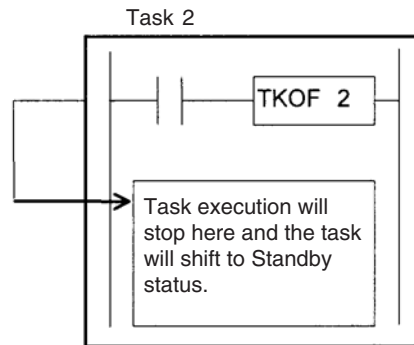 Task 2
TKOF 2
Task execution will
stop here and the task
will shift to Standby
status.